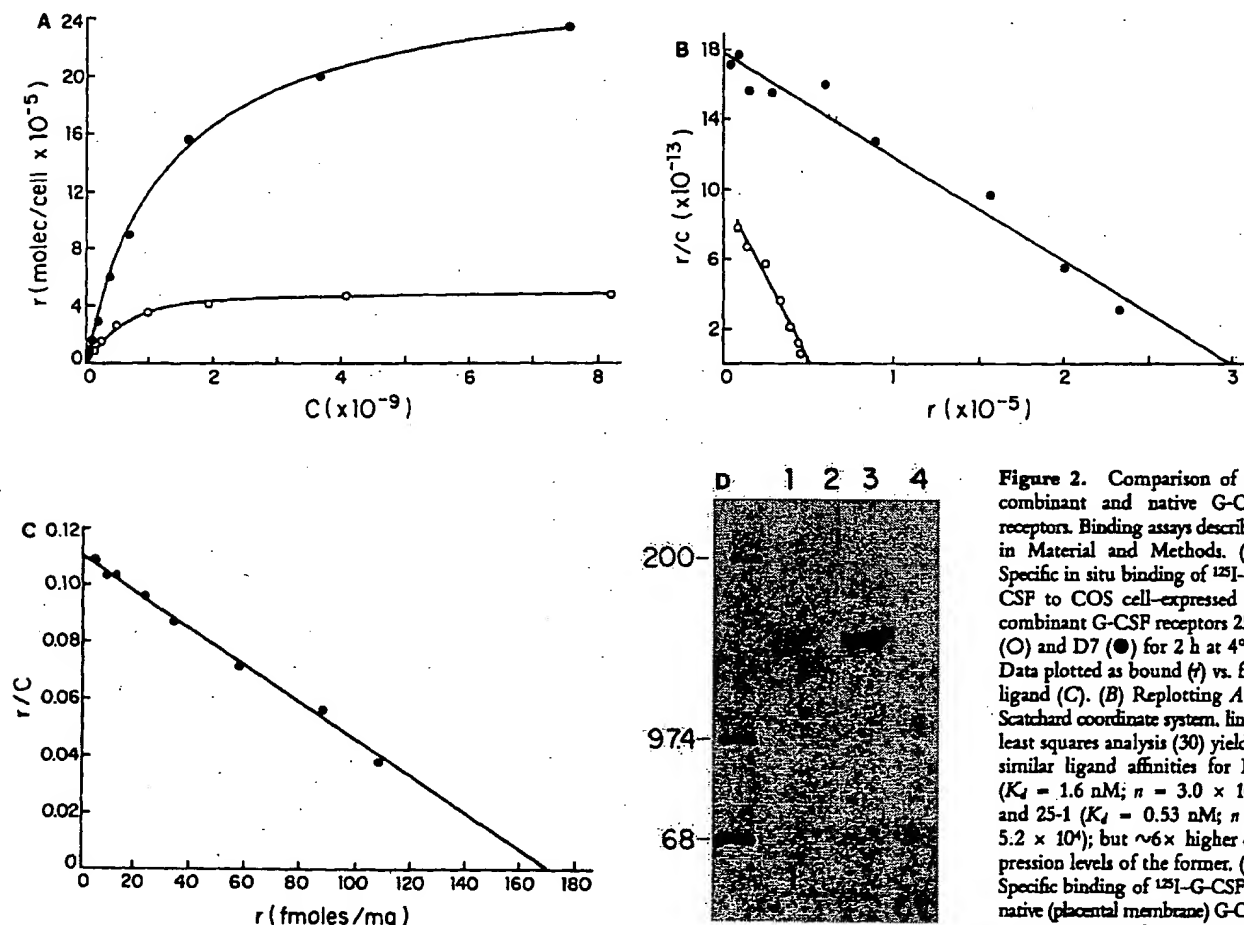 A
24
20
16
12
8
4
0
r (molec/cell x 10⁻⁵)
0 2 4 6 8
C (x10⁻⁹)
B
18
14
10
6
2
r/c (x10⁻¹³)
0 1 2 3
r (x10⁻⁵)
C
0.12
0.10
0.08
0.06
0.04
0.02
0
r/C
0 20 40 60 80 100 120 140 160 180
r (fmoles/mg)
D 1 2 3 4
200-
97.4-
68-
Figure 2. Comparison of
combinant and native G-C
receptors. Binding assays describ
in Material and Methods. (
Specific in situ binding of ¹²⁵I-
CSF to COS cell–expressed
combinant G-CSF receptors 2
(○) and D7 (●) for 2 h at 4°
Data plotted as bound (r) vs. f
ligand (C). (B) Replotting A
Scatchard coordinate system. lin
least squares analysis (30) yield
similar ligand affinities for
(Kd = 1.6 nM; n = 3.0 × 1
and 25-1 (Kd = 0.53 nM; n
5.2 × 10⁴); but ~6× higher
pression levels of the former. (
Specific binding of ¹²⁵I–G-CSF
native (placental membrane) G-C